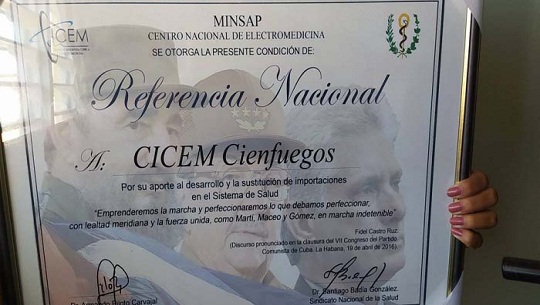 MINSAP
CENTRO NACIONAL DE ELECTROMEDICINA
SE OTORGA LA PRESENTE CONDICIÓN DE:
CICEM
Referencia Nacional
A: CICEM Cienfuegos
Por su aporte al desarrollo y la sustitución de importaciones
en el Sistema de Salud
"Emprenderemos la marcha y perfeccionaremos lo que debamos perfeccionar,
con lealtad meridiana y la fuerza unida, como Martí, Maceo y Gómez, en marcha indetenible"
Fidel Castro Ruz
(Discurso pronunciado en la clausura del VII Congreso del Partido
Comunista de Cuba. La Habana, 19 de abril de 2016)
Carvajal
Dr. Santiago Badía González
Sindicato Nacional de la Salud